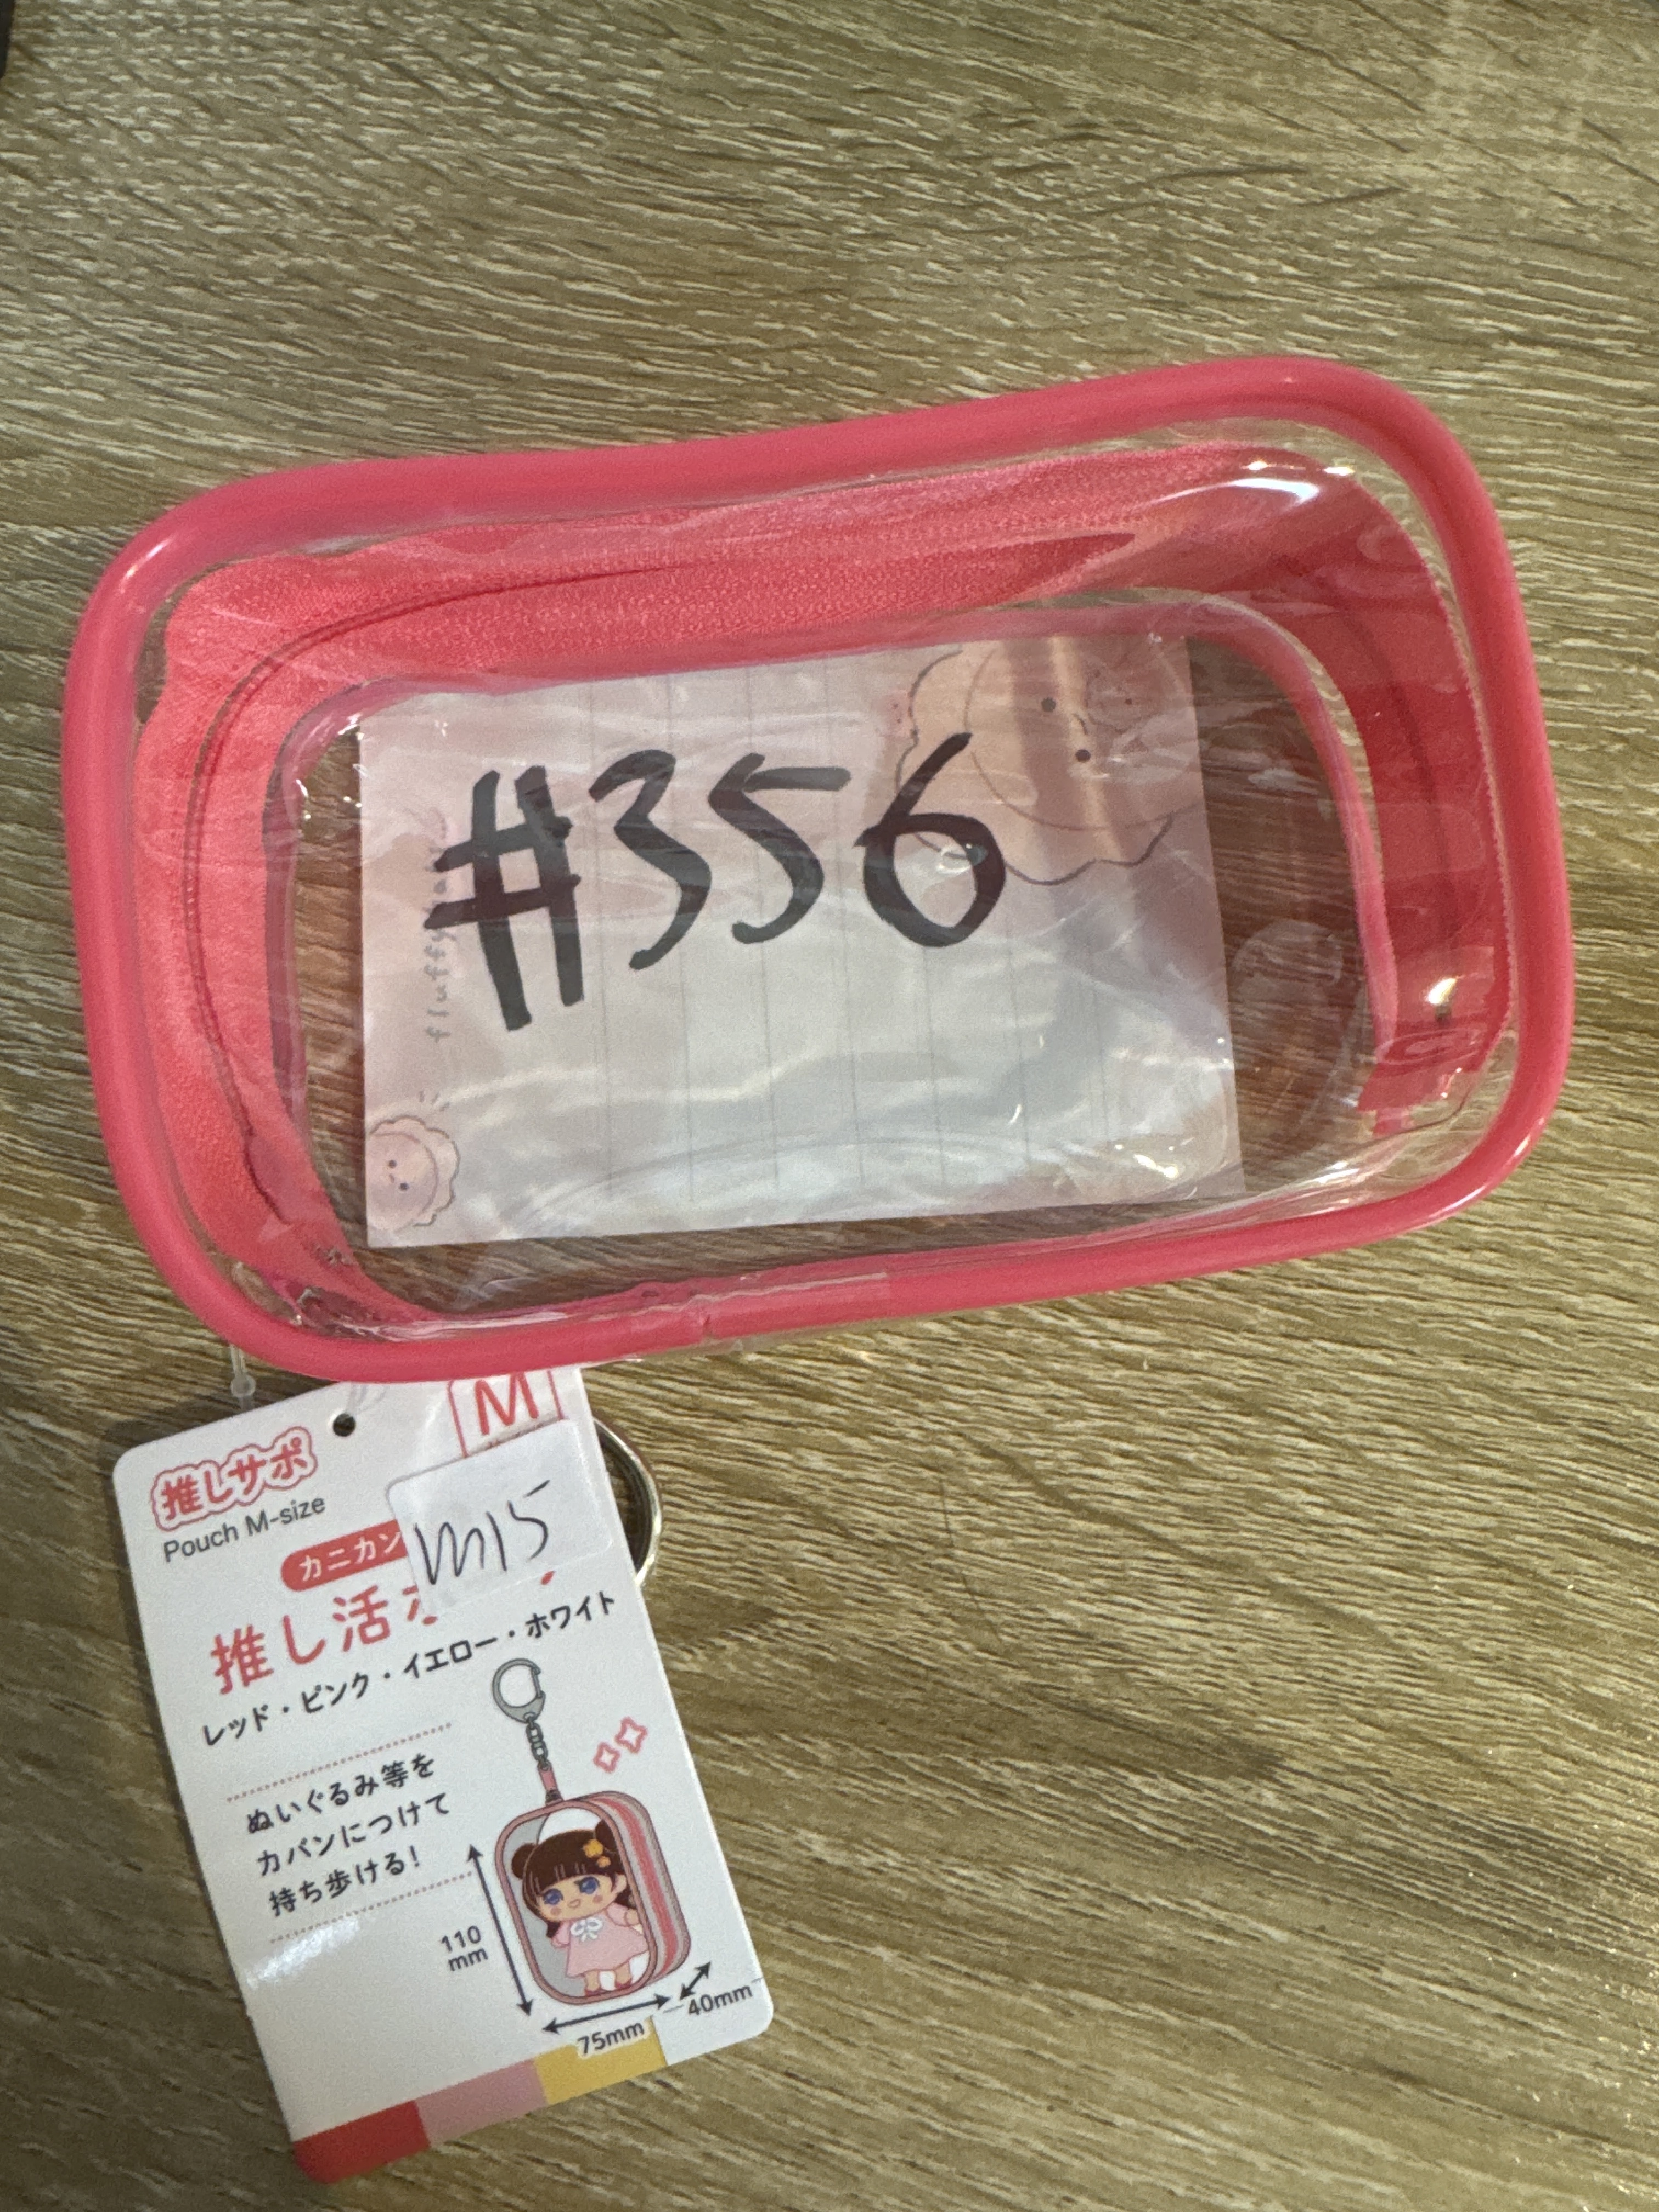 #356
fluffy
M
推しサポ
Pouch M-size
m15
カニカン
推し活
レッド・ピンク・イエロー・ホワイト
ぬいぐるみ等を
カバンにつけて
持ち歩ける!
110
mm
75mm
40mm